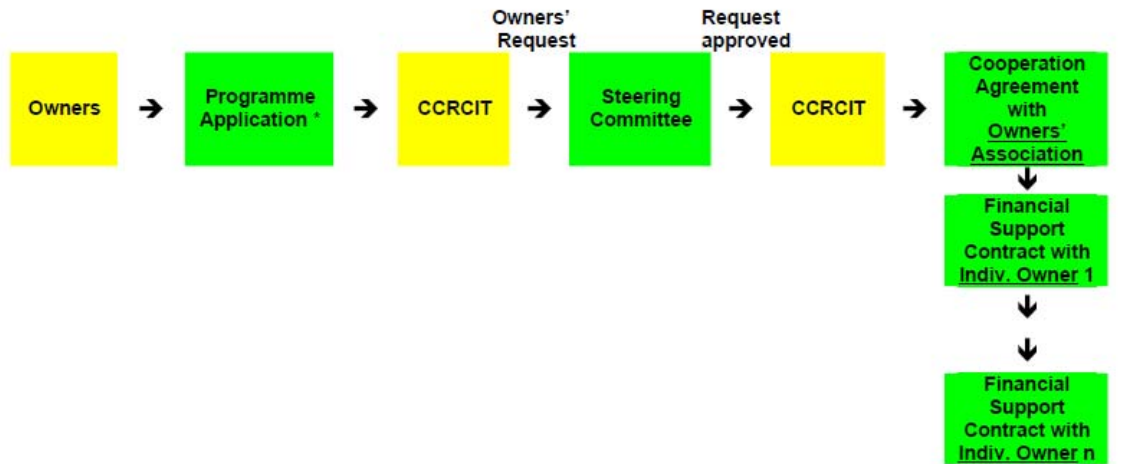 Owners'
Request
Request
approved
Owners
Programme
Application *
CCRCIT
Steering
Committee
CCRCIT
Cooperation
Agreement
with
Owners'
Association
Financial
Support
Contract with
Indiv. Owner 1
Financial
Support
Contract with
Indiv. Owner n